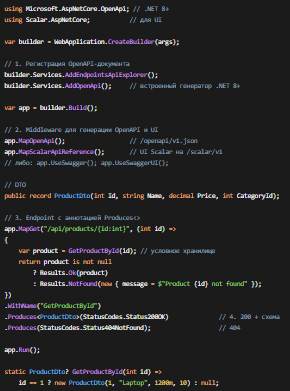 using Microsoft.AspNetCore.OpenApi; // .NET 8+
using Scalar.AspNetCore; // для UI
var builder = WebApplication.CreateBuilder(args);
// 1. Регистрация OpenAPI-документа
builder.Services.AddEndpointsApiExplorer();
builder.Services.AddOpenApi(); // встроенный генератор .NET 8+
var app = builder.Build();
// 2. Middleware для генерации OpenAPI и UI
app.MapOpenApi(); // /openapi/v1.json
app.MapScalarApiReference(); // UI Scalar на /scalar/v1
// либо: app.UseSwagger(); app.UseSwaggerUI();
// DTO
public record ProductDto(int Id, string Name, decimal Price, int CategoryId);
// 3. Endpoint с аннотацией Produces<>
app.MapGet("/api/products/{id:int}", (int id) =>
{
var product = GetProductById(id); // условное хранилище
return product is not null
? Results.Ok(product)
: Results.NotFound(new { message = $"Product {id} not found" });
})
.WithName("GetProductById")
.Produces<ProductDto>(StatusCodes.Status200OK) // 4. 200 + схема
.Produces(StatusCodes.Status404NotFound); // 404
app.Run();
static ProductDto? GetProductById(int id) =>
id == 1 ? new ProductDto(1, "Laptop", 1200m, 10) : null;